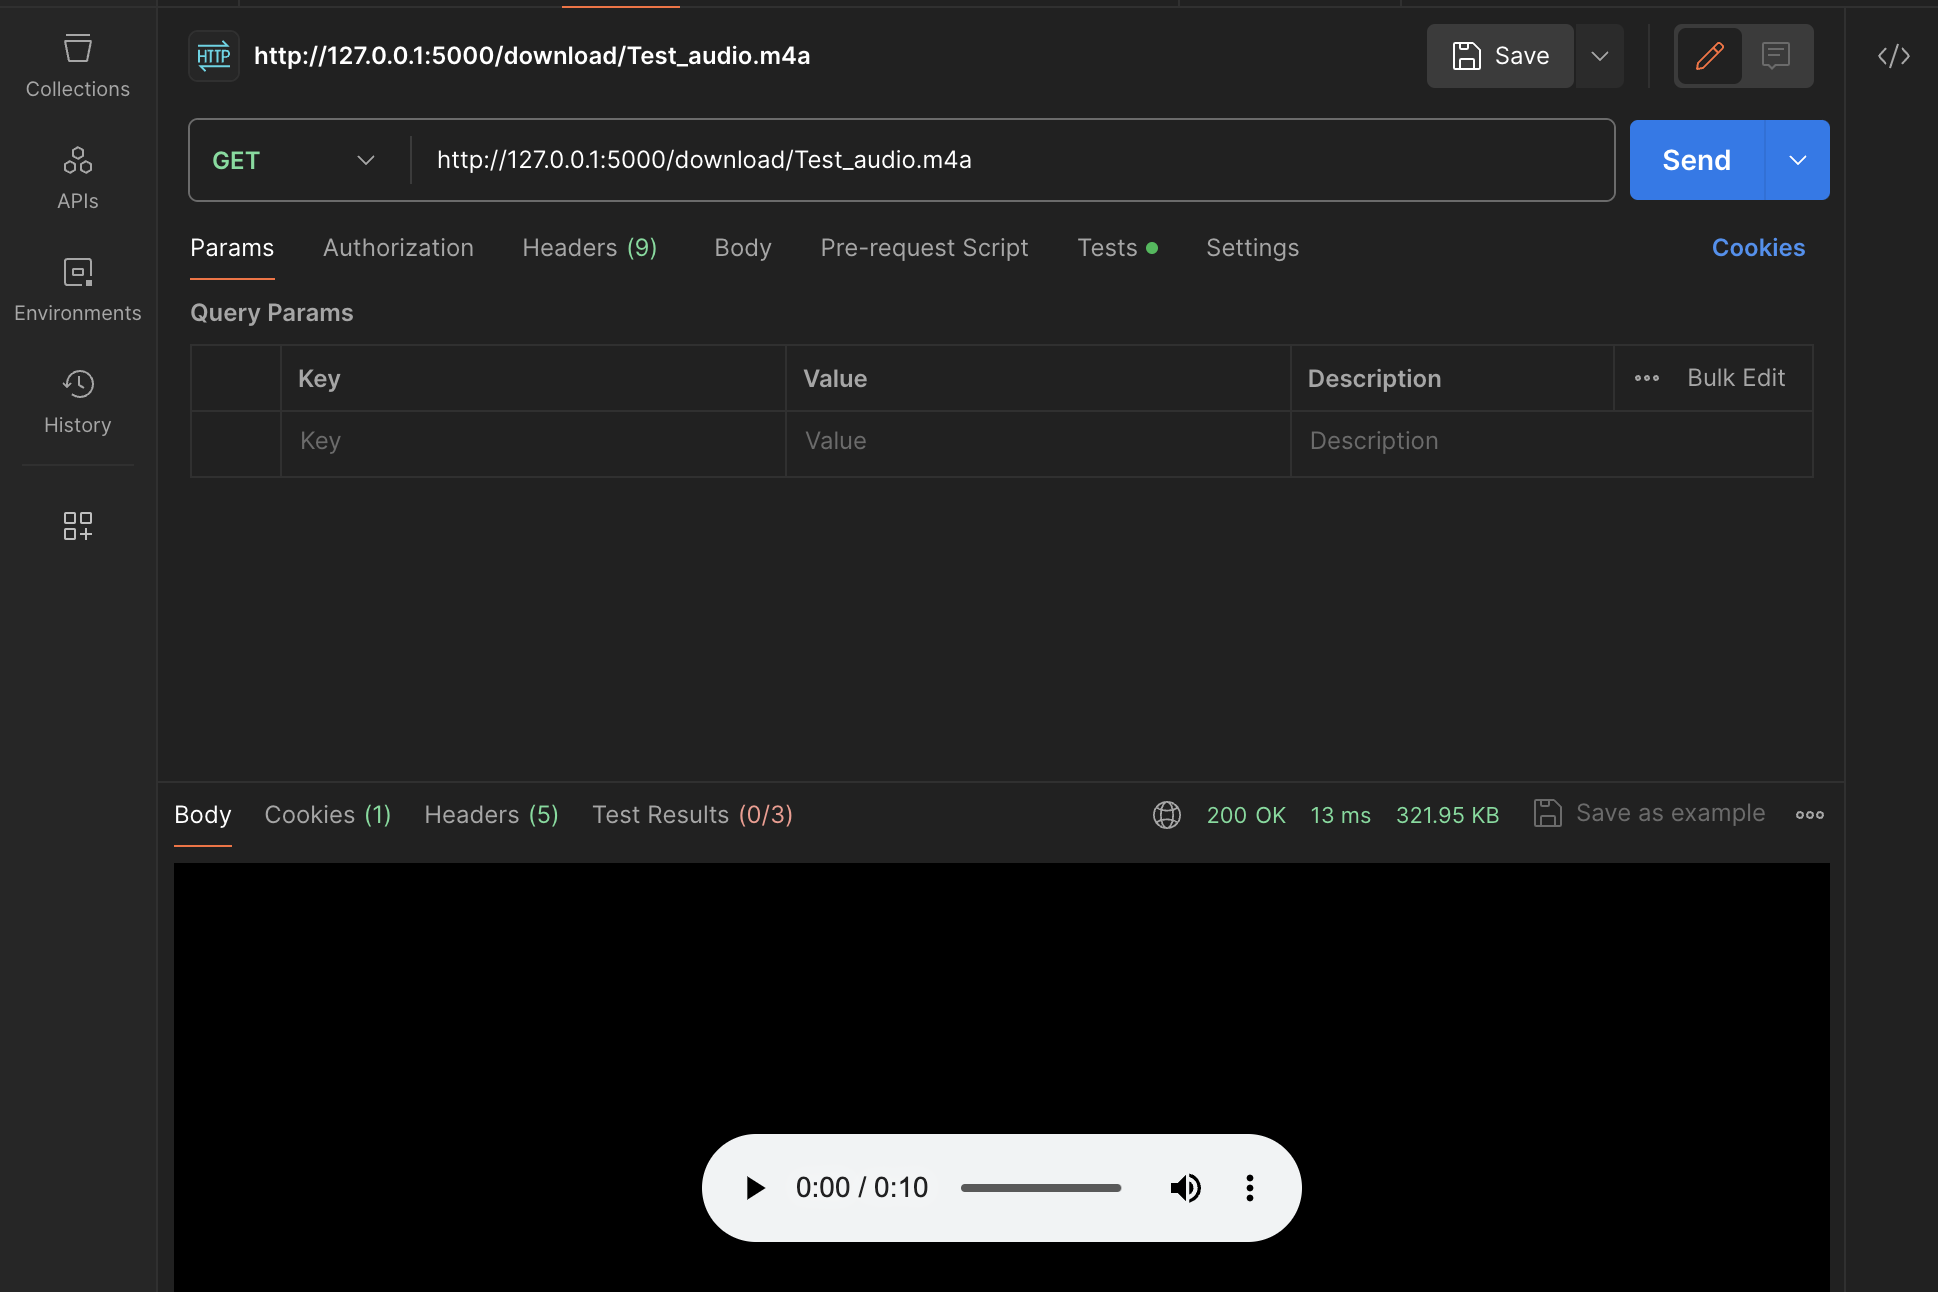 Collections
APIs
Environments
History
HTTP
http://127.0.0.1:5000/download/Test_audio.m4a
Save
</>
GET
http://127.0.0.1:5000/download/Test_audio.m4a
Send
Params Authorization Headers (9) Body Pre-request Script Tests Settings Cookies
Query Params
Key Value Description Bulk Edit
Key Value Description
Body Cookies (1) Headers (5) Test Results (0/3) 200 OK 13 ms 321.95 KB Save as example
0:00 / 0:10